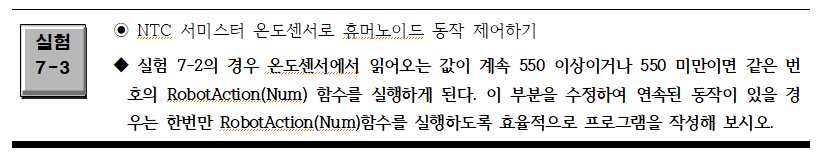 실험
7-3
◉ NTC 서미스터 온도센서로 휴머노이드 동작 제어하기
◆ 실험 7-2의 경우 온도센서에서 읽어오는 값이 계속 550 이상이거나 550 미만이면 같은 번
호의 RobotAction(Num) 함수를 실행하게 된다. 이 부분을 수정하여 연속된 동작이 있을 경
우는 한번만 RobotAction(Num)함수를 실행하도록 효율적으로 프로그램을 작성해 보시오.